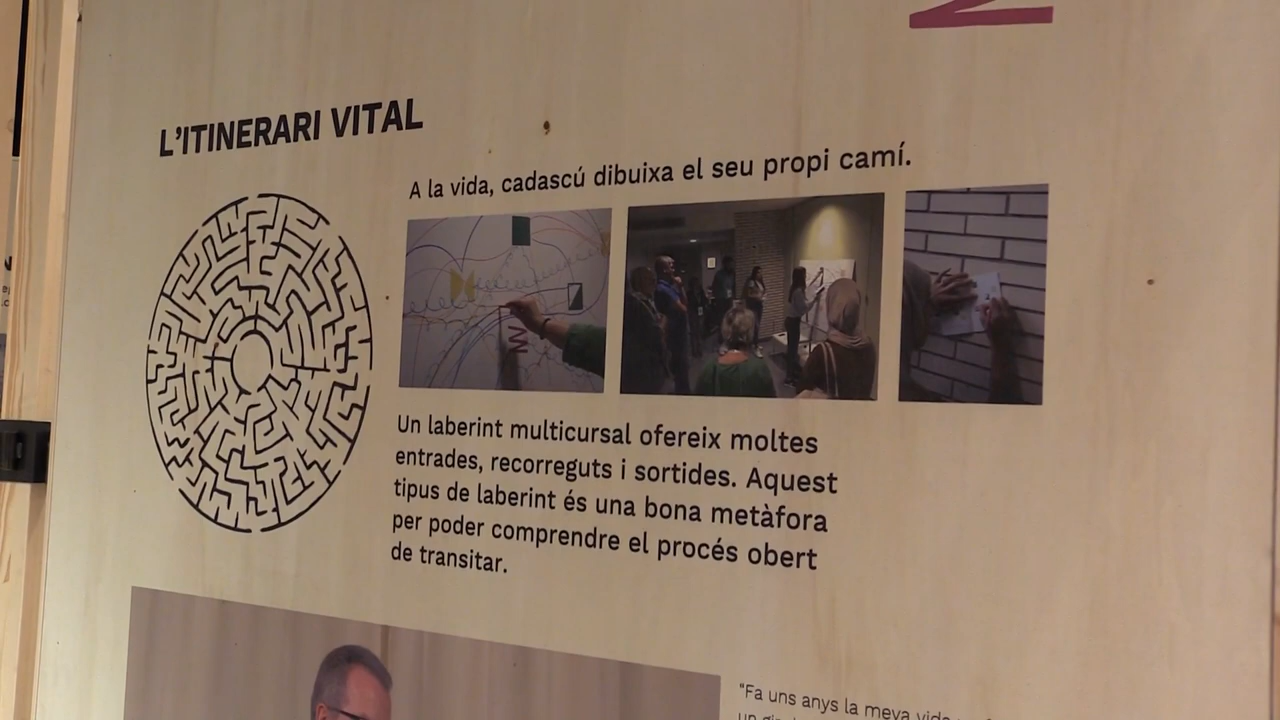 L'ITINERARI VITAL
A la vida, cadascú dibuixa el seu propi camí.
Un laberint multicursal ofereix moltes
entrades, recorreguts i sortides. Aquest
tipus de laberint és una bona metàfora
per poder comprendre el procés obert
de transitar.
"Fa uns anys la meva
un